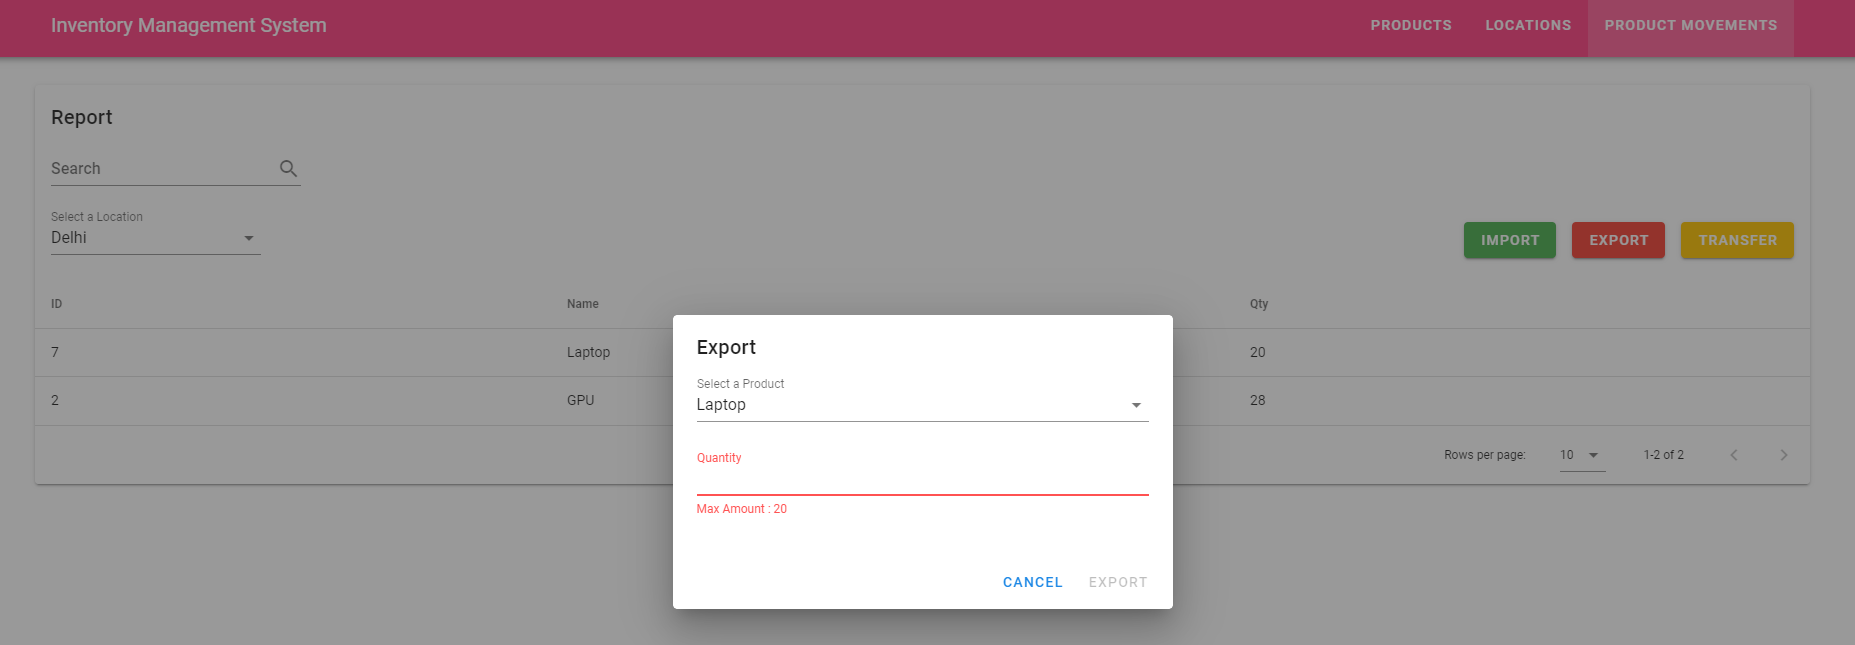 Inventory Management System
PRODUCTS LOCATIONS PRODUCT MOVEMENTS
Report
Search
Select a Location
Delhi
IMPORT EXPORT TRANSFER
ID Name Qty
7 Laptop 20
2 GPU 28
Rows per page: 10 1-2 of 2
Export
Select a Product
Laptop
Quantity
Max Amount : 20
CANCEL EXPORT